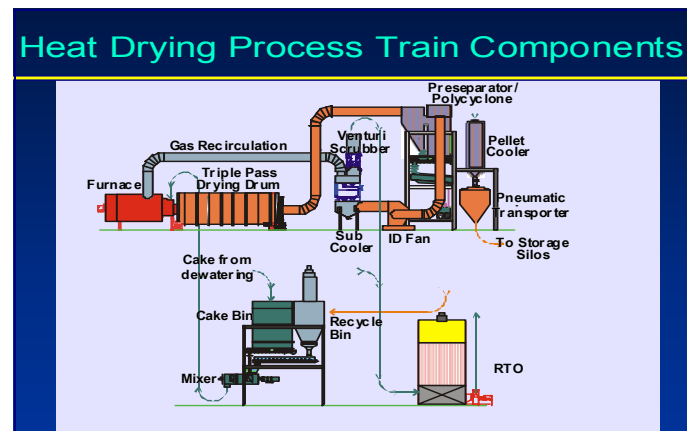 Heat Drying Process Train Components
Preseparator/
Polycyclone
Gas Recirculation
Venturi
Scrubber
Pellet
Cooler
Triple Pass
Drying Drum
Furnace
Pneumatic
Transporter
Sub
Cooler
ID Fan
To Storage
Silos
Cake from
dewatering
Cake Bin
Recycle
Bin
Mixer
RTO